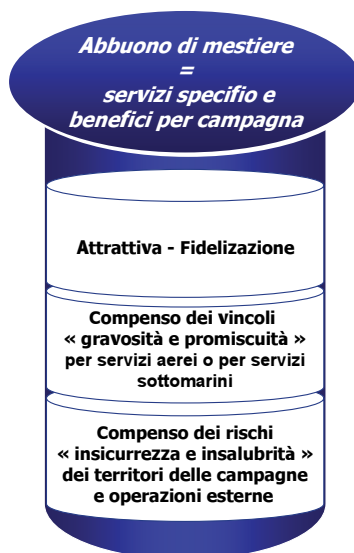 Abbuono di mestiere
=
servizi specifio e
benefici per campagna
Attrattiva - Fidelizazione
Compenso dei vincoli
« gravosità e promiscuità »
per servizi aerei o per servizi
sottomarini
Compenso dei rischi
« insicurrezza e insalubrità »
dei territori delle campagne
e operazioni esterne